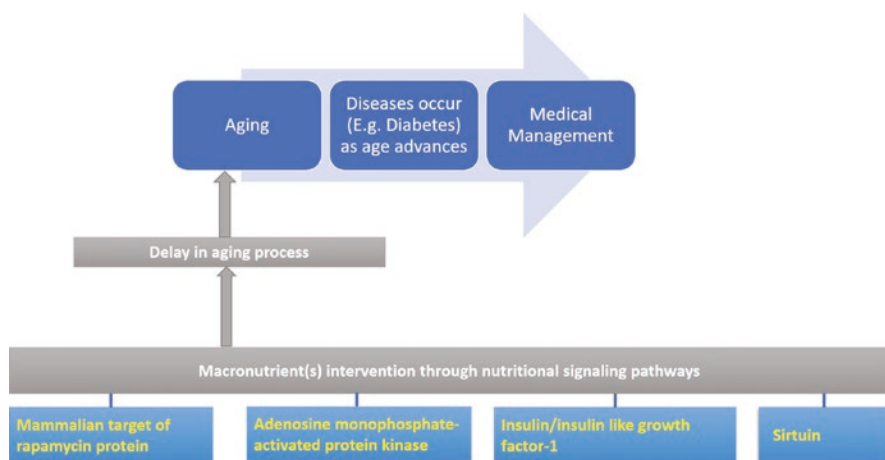 Aging
Diseases occur
(E.g. Diabetes)
as age advances
Medical
Management
Delay in aging process
Macronutrient(s) intervention through nutritional signaling pathways
Mammalian target of
rapamycin protein
Adenosine monophosphate-
activated protein kinase
Insulin/insulin like growth
factor-1
Sirtuin